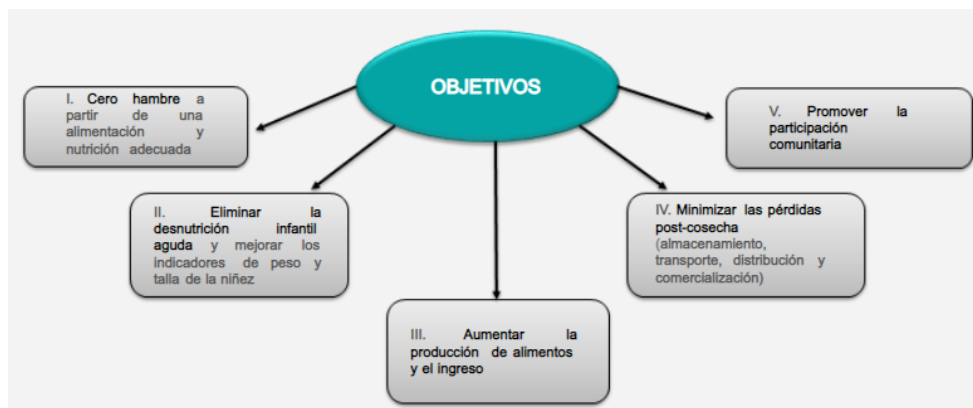 OBJETIVOS
I. Cero hambre a
partir de una
alimentación y
nutrición adecuada
II. Eliminar la
desnutrición infantil
aguda y mejorar los
indicadores de peso y
talla de la niñez
III. Aumentar la
producción de alimentos
y el ingreso
IV. Minimizar las pérdidas
post-cosecha
(almacenamiento,
transporte, distribución y
comercialización)
V. Promover la
participación
comunitaria